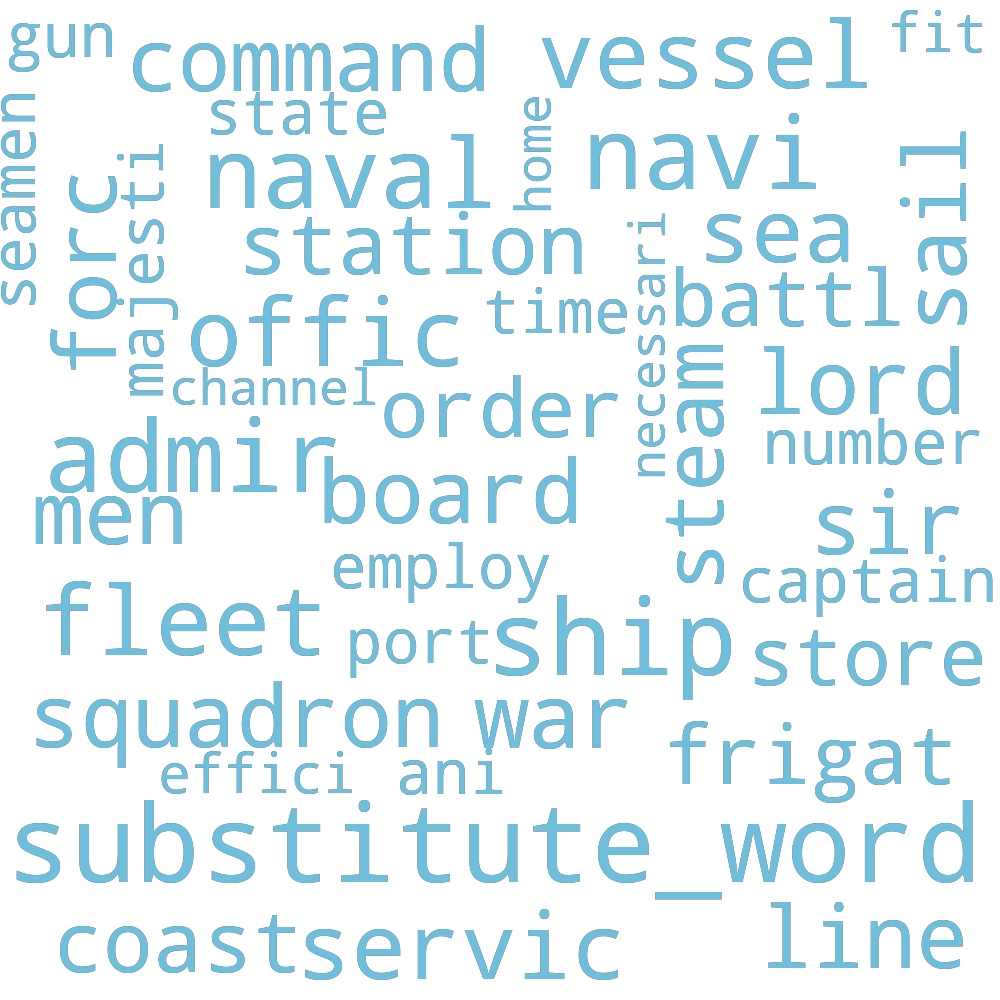 gun
command
vessel
fit
state
home
seamen
naval
navi
sail
majesti
forc
station
sea
necessari
battl
time
offic
channel
order
steam
lord
number
admir
board
men
sir
employ
captain
fleet
ship
port
store
squadron
war
frigat
effici
ani
substitute_word
coast
servic
line